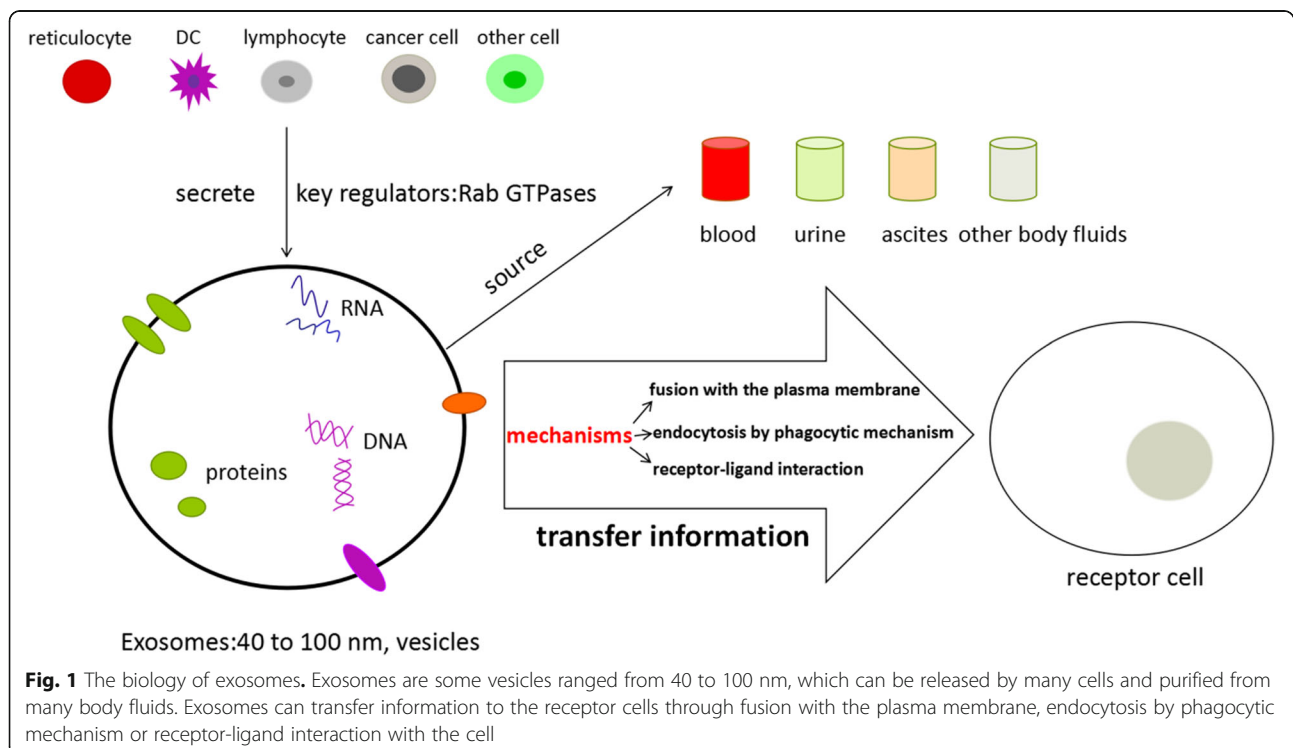 reticulocyte DC lymphocyte cancer cell other cell
secrete key regulators:Rab GTPases
source
blood urine ascites other body fluids
RNA
DNA
proteins
fusion with the plasma membrane
mechanisms endocytosis by phagocytic mechanism
receptor-ligand interaction
transfer information
receptor cell
Exosomes:40 to 100 nm, vesicles
Fig. 1 The biology of exosomes. Exosomes are some vesicles ranged from 40 to 100 nm, which can be released by many cells and purified from
many body fluids. Exosomes can transfer information to the receptor cells through fusion with the plasma membrane, endocytosis by phagocytic
mechanism or receptor-ligand interaction with the cell